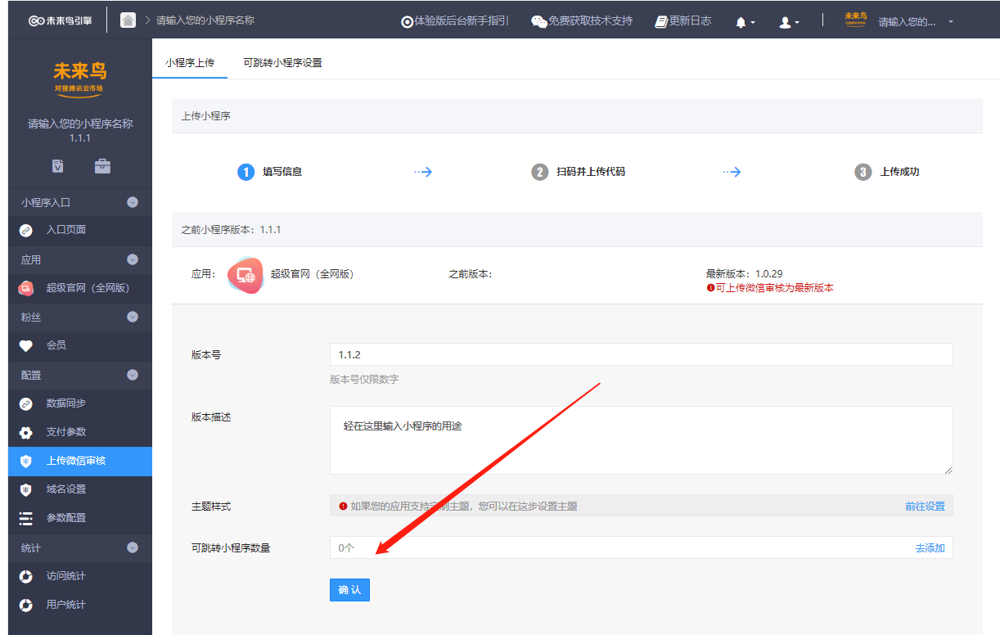 未来鸟引擎
请输入您的小程序名称
体验版后台新手指引
免费获取技术支持
更新日志
未来鸟
请输入您的...
未来鸟
对接腾讯云市场
请输入您的小程序名称
1.1.1
小程序入口
入口页面
应用
超级官网（全网版）
粉丝
会员
配置
数据同步
支付参数
上传微信审核
域名设置
参数配置
统计
访问统计
用户统计
小程序上传 可跳转小程序设置
上传小程序
1 填写信息 2 扫码并上传代码 3 上传成功
之前小程序版本：1.1.1
应用： 超级官网（全网版） 之前版本： 最新版本：1.0.29
可上传微信审核为最新版本
版本号 1.1.2
版本号仅限数字
版本描述 轻在这里输入小程序的用途
主题样式 如果您的应用支持定制主题，您可以在这步设置主题 前往设置
可跳转小程序数量 0个 去添加
确 认